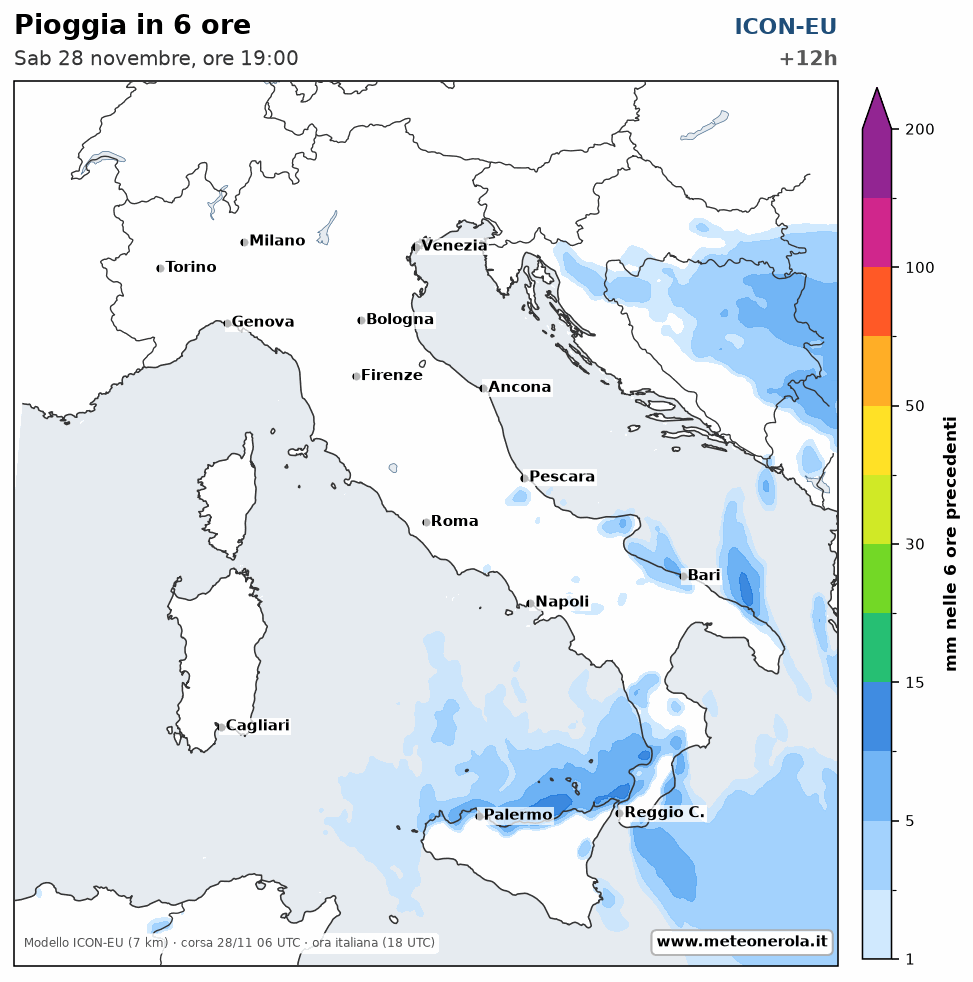 Pioggia in 6 ore
ICON-EU
Sab 28 novembre, ore 19:00
+12h
Milano
Venezia
Torino
Genova
Bologna
Firenze
Ancona
Pescara
Roma
Bari
Napoli
Cagliari
Palermo
Reggio C.
200
100
50
30
15
5
1
mm nelle 6 ore precedenti
Modello ICON-EU (7 km) · corsa 28/11 06 UTC · ora italiana (18 UTC)
www.meteonerola.it